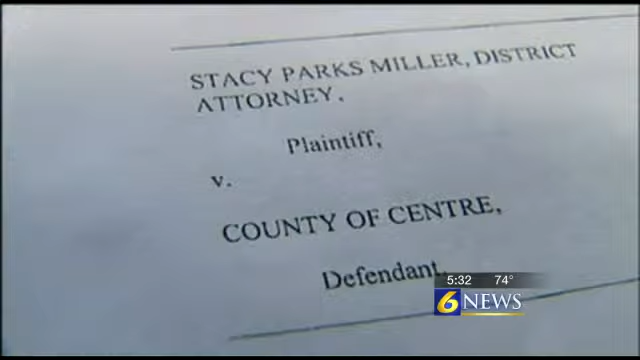 STACY PARKS MILLER, DISTRICT
ATTORNEY,
Plaintiff,
v.
COUNTY OF CENTRE,
Defendant.
5:32 74°
6 NEWS